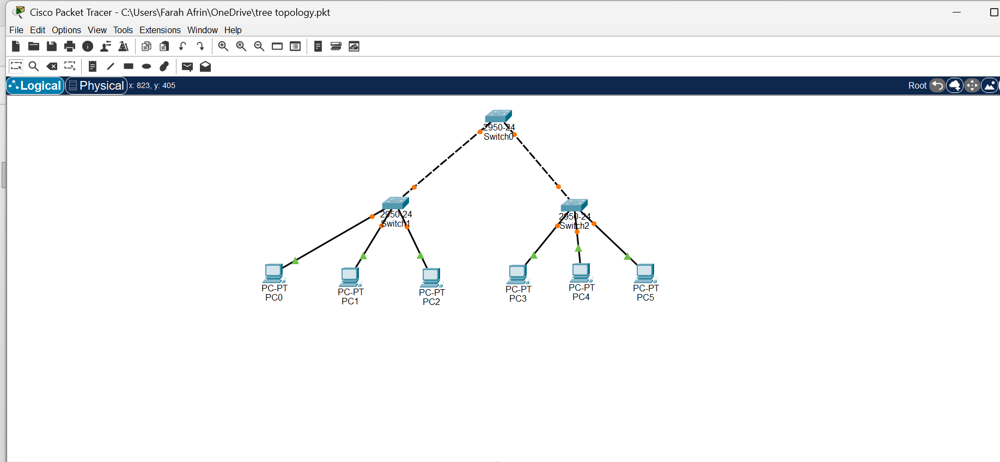 Cisco Packet Tracer - C:\Users\Farah Afrin\OneDrive\tree topology.pkt
File Edit Options View Tools Extensions Window Help
Logical Physical x: 823, y: 405 Root
2950-24
Switch0
2950-24
Switch1
2950-24
Switch2
PC-PT
PC0
PC-PT
PC1
PC-PT
PC2
PC-PT
PC3
PC-PT
PC4
PC-PT
PC5